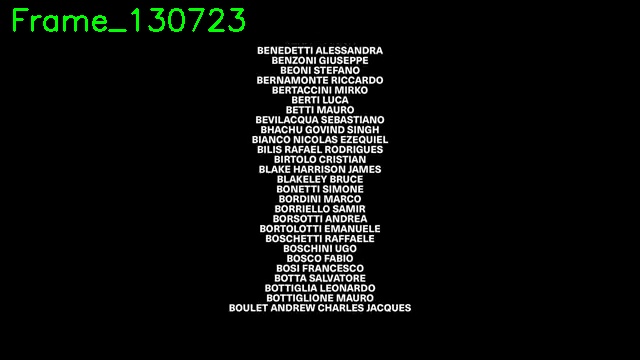 Frame_130723
BENEDETTI ALESSANDRA
BENZONI GIUSEPPE
BEONI STEFANO
BERNAMONTE RICCARDO
BERTACCINI MIRKO
BERTI LUCA
BETTI MAURO
BEVILACQUA SEBASTIANO
BHACHU GOVIND SINGH
BIANCO NICOLAS EZEQUIEL
BILIS RAFAEL RODRIGUES
BIRTOLO CRISTIAN
BLAKE HARRISON JAMES
BLAKELEY BRUCE
BONETTI SIMONE
BORDINI MARCO
BORRIELLO SAMIR
BORSOTTI ANDREA
BORTOLOTTI EMANUELE
BOSCHETTI RAFFAELE
BOSCHINI UGO
BOSCO FABIO
BOSI FRANCESCO
BOTTA SALVATORE
BOTTIGLIA LEONARDO
BOTTIGLIONE MAURO
BOULET ANDREW CHARLES JACQUES